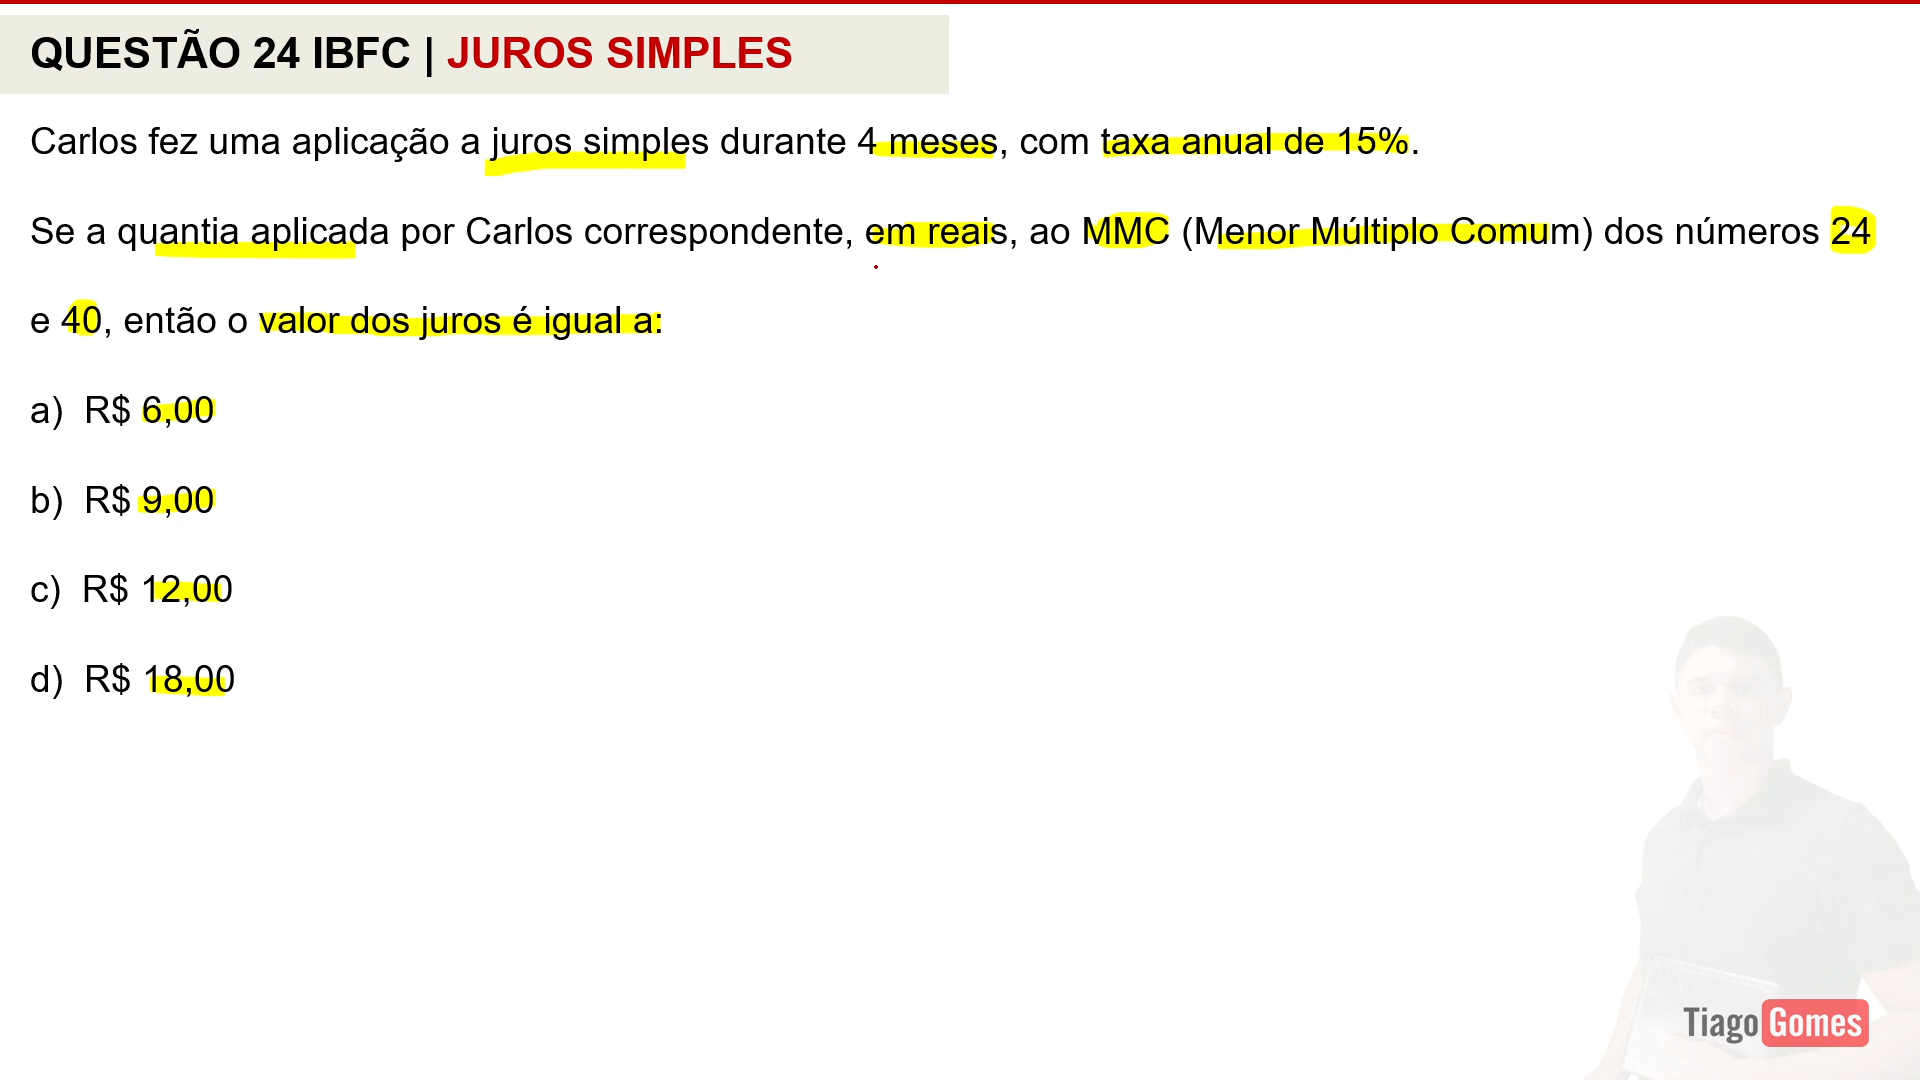 QUESTÃO 24 IBFC | JUROS SIMPLES
Carlos fez uma aplicação a juros simples durante 4 meses, com taxa anual de 15%.
Se a quantia aplicada por Carlos correspondente, em reais, ao MMC (Menor Múltiplo Comum) dos números 24
e 40, então o valor dos juros é igual a:
a) R$ 6,00
b) R$ 9,00
c) R$ 12,00
d) R$ 18,00
Tiago Gomes